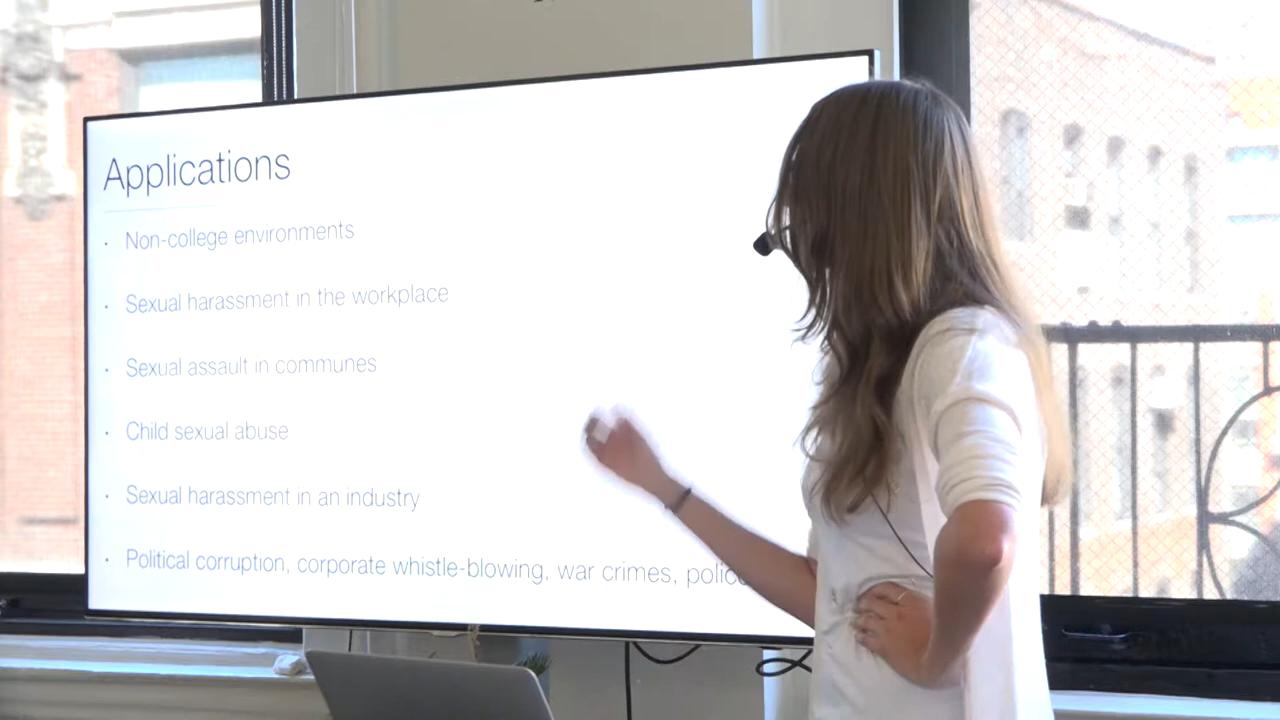 Applications
Non-college environments
Sexual harassment in the workplace
Sexual assault in communes
Child sexual abuse
Sexual harassment in an industry
Political corruption, corporate whistle-blowing, war crimes,